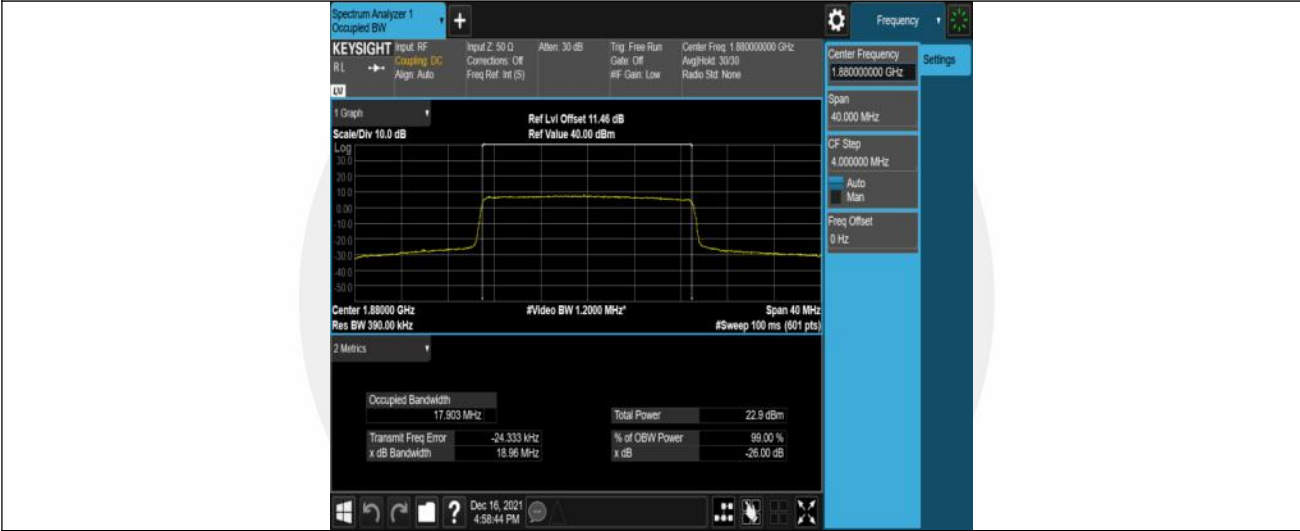 Spectrum Analyzer 1
Occupied BW
+
Frequency
KEYSIGHT
RL
LV
Input: RF
Coupling: DC
Align: Auto
Input Z: 50 Ω
Corrections: Off
Freq Ref: Int (S)
Atten: 30 dB
Trig: Free Run
Gate: Off
#IF Gain: Low
Center Freq: 1.880000000 GHz
Avg|Hold: 30/30
Radio Std: None
Center Frequency
1.880000000 GHz
Settings
Span
40.000 MHz
CF Step
4.000000 MHz
Auto
Man
Freq Offset
0 Hz
1 Graph
Scale/Div 10.0 dB
Ref Lvl Offset 11.46 dB
Ref Value 40.00 dBm
Log
30.0
20.0
10.0
0.00
-10.0
-20.0
-30.0
-40.0
-50.0
Center 1.88000 GHz
#Video BW 1.2000 MHz*
Span 40 MHz
Res BW 390.00 kHz
#Sweep 100 ms (601 pts)
2 Metrics
Occupied Bandwidth
17.903 MHz
Total Power 22.9 dBm
Transmit Freq Error -24.333 kHz
% of OBW Power 99.00 %
x dB Bandwidth 18.96 MHz
x dB -26.00 dB
?
Dec 16, 2021
4:58:44 PM